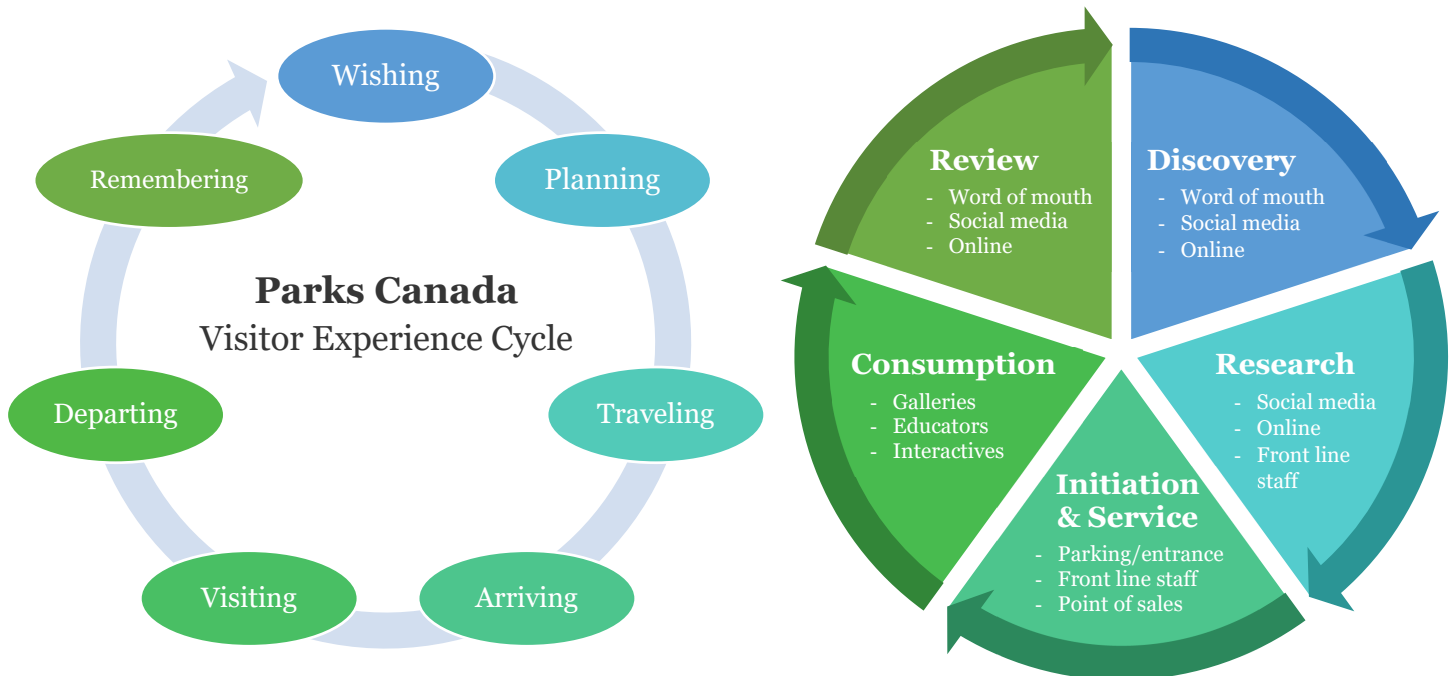 Wishing
Planning
Traveling
Arriving
Visiting
Departing
Remembering
Parks Canada
Visitor Experience Cycle
Discovery
- Word of mouth
- Social media
- Online
Research
- Social media
- Online
- Front line
staff
Initiation
& Service
- Parking/entrance
- Front line staff
- Point of sales
Consumption
- Galleries
- Educators
- Interactives
Review
- Word of mouth
- Social media
- Online